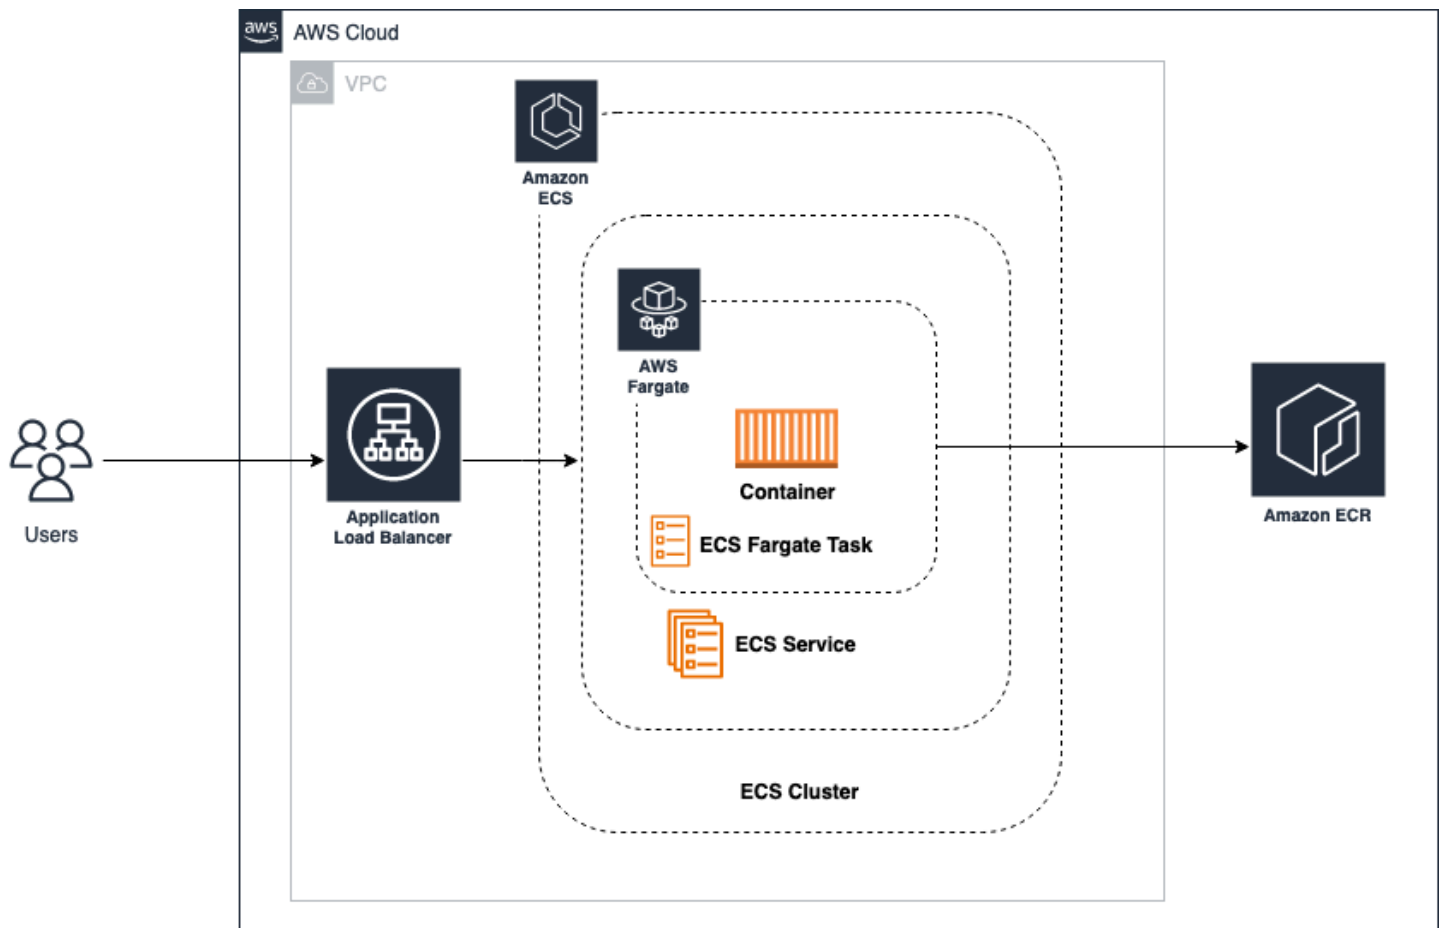 aws
AWS Cloud
VPC
Amazon
ECS
AWS
Fargate
Container
Application
Load Balancer
Users
Amazon ECR
ECS Fargate Task
ECS Service
ECS Cluster